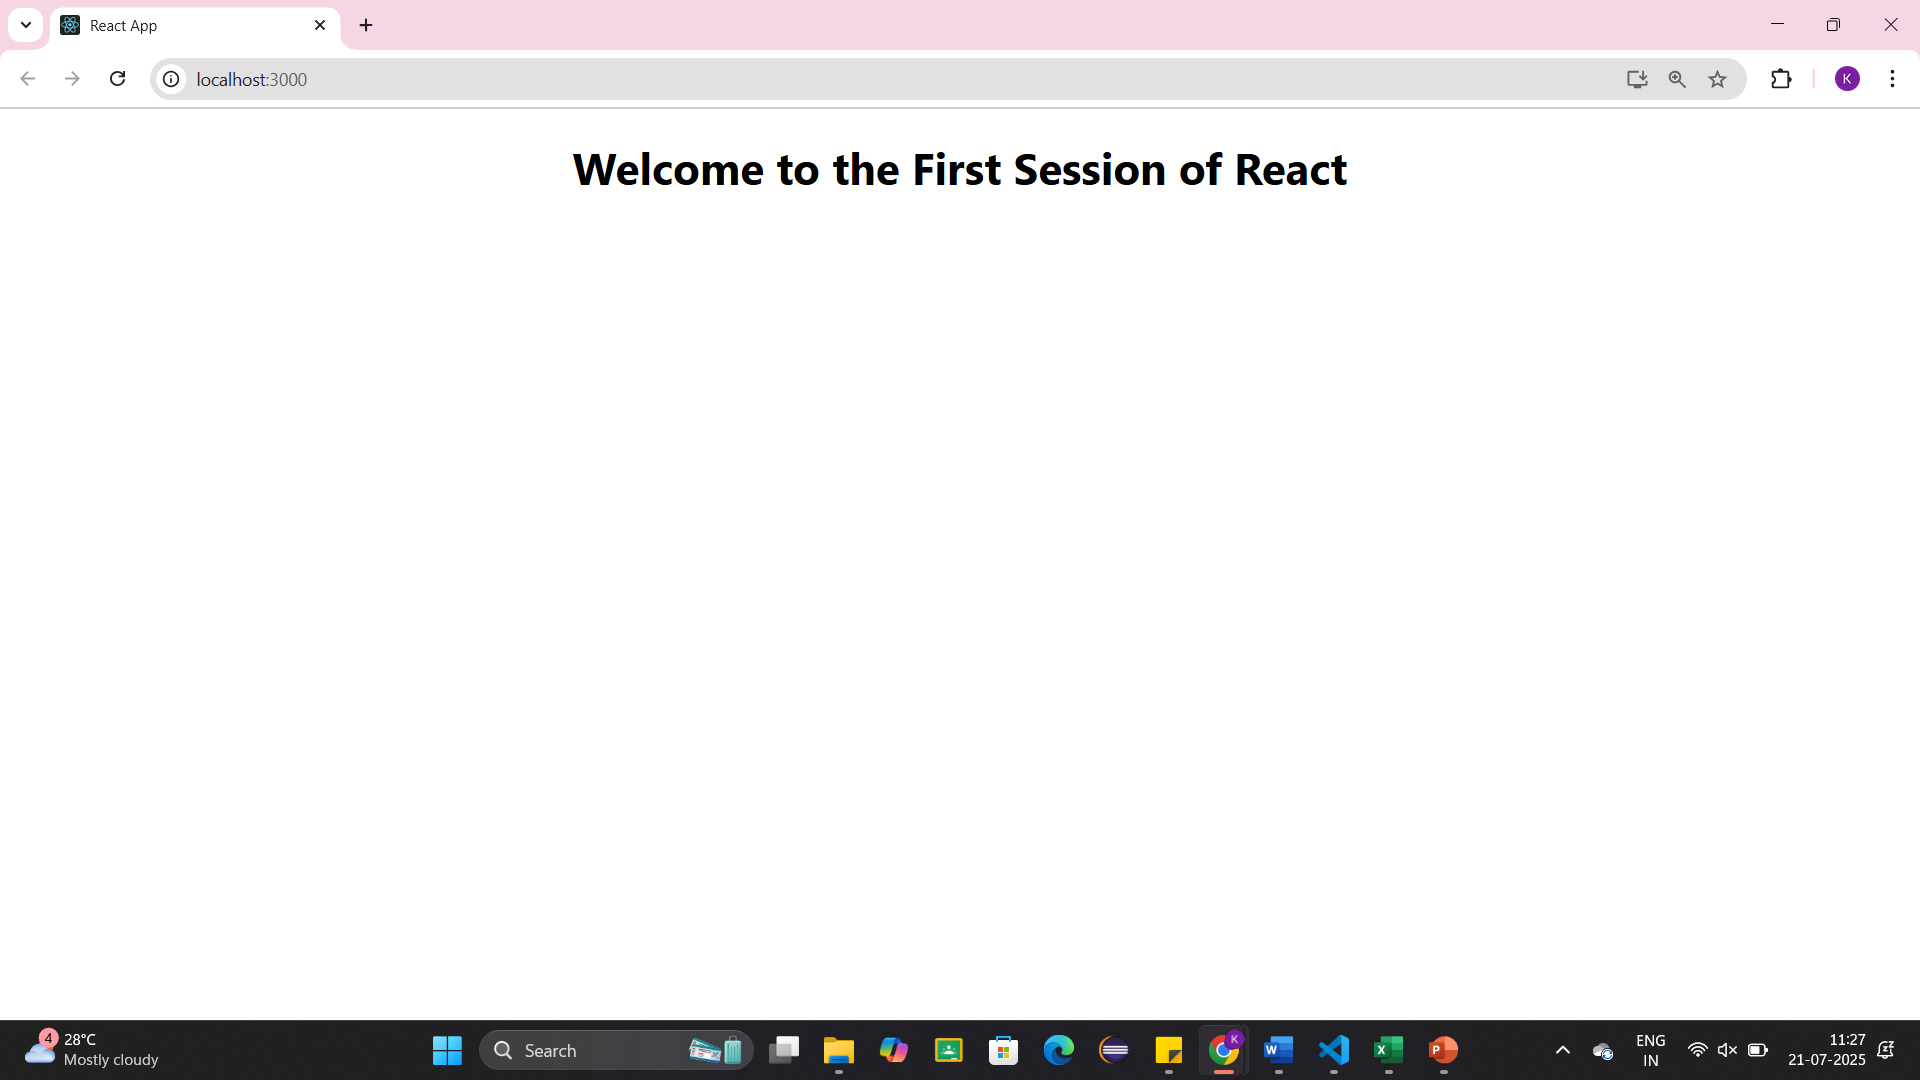 React App
localhost:3000
K
Welcome to the First Session of React
4
28°C
Mostly cloudy
Search
K
W
X
P
ENG
IN
11:27
21-07-2025